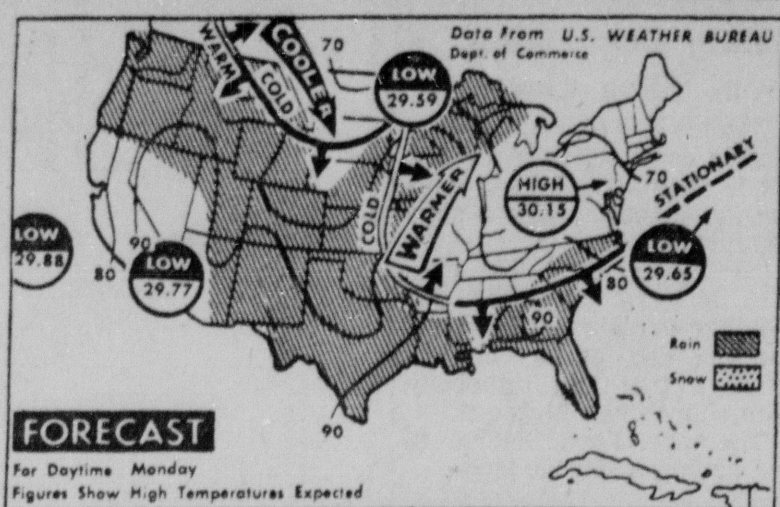 Data From U.S. WEATHER BUREAU
Dept. of Commerce
WARM
COLD
COOLER
70
LOW
29.59
HIGH
30.15
70
70
STATIONARY
COLD
WARMER
LOW
29.88
80
90
LOW
29.77
LOW
29.65
80
90
90
Rain
Snow
FORECAST
For Daytime Monday
Figures Show High Temperatures Expected